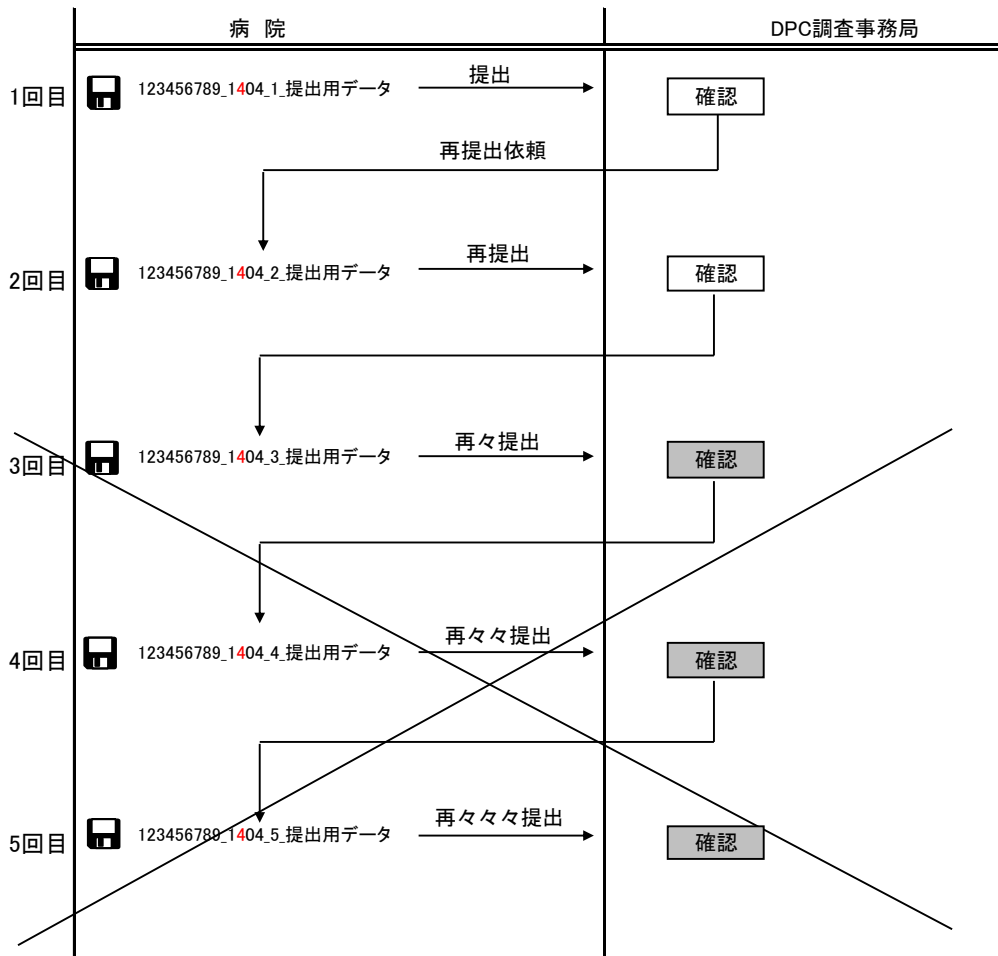 病 院
DPC調査事務局
1回目
123456789_1404_1_提出用データ
提出
確認
再提出依頼
2回目
123456789_1404_2_提出用データ
再提出
確認
3回目
123456789_1404_3_提出用データ
再々提出
確認
4回目
123456789_1404_4_提出用データ
再々々提出
確認
5回目
123456789_1404_5_提出用データ
再々々々提出
確認